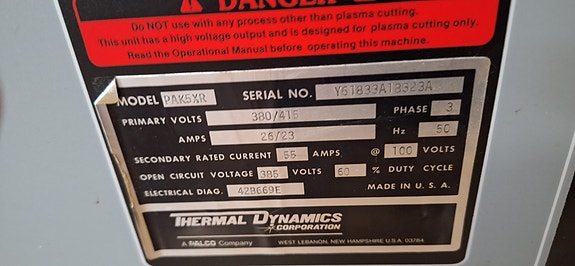 DANGER
Do NOT use with any process other than plasma cutting.
This unit has a high voltage output and is designed for plasma cutting only.
Read the Operational Manual before operating this machine.
MODEL PAK5XR SERIAL NO. Y61833A18323A
PRIMARY VOLTS 380/415 PHASE 3
AMPS 26/23 Hz 50
SECONDARY RATED CURRENT 55 AMPS @ 100 VOLTS
OPEN CIRCUIT VOLTAGE 385 VOLTS 60 % DUTY CYCLE
ELECTRICAL DIAG. 42B669E MADE IN U.S.A.
THERMAL DYNAMICS
CORPORATION
A PALCO Company WEST LEBANON, NEW HAMPSHIRE U.S.A. 03784